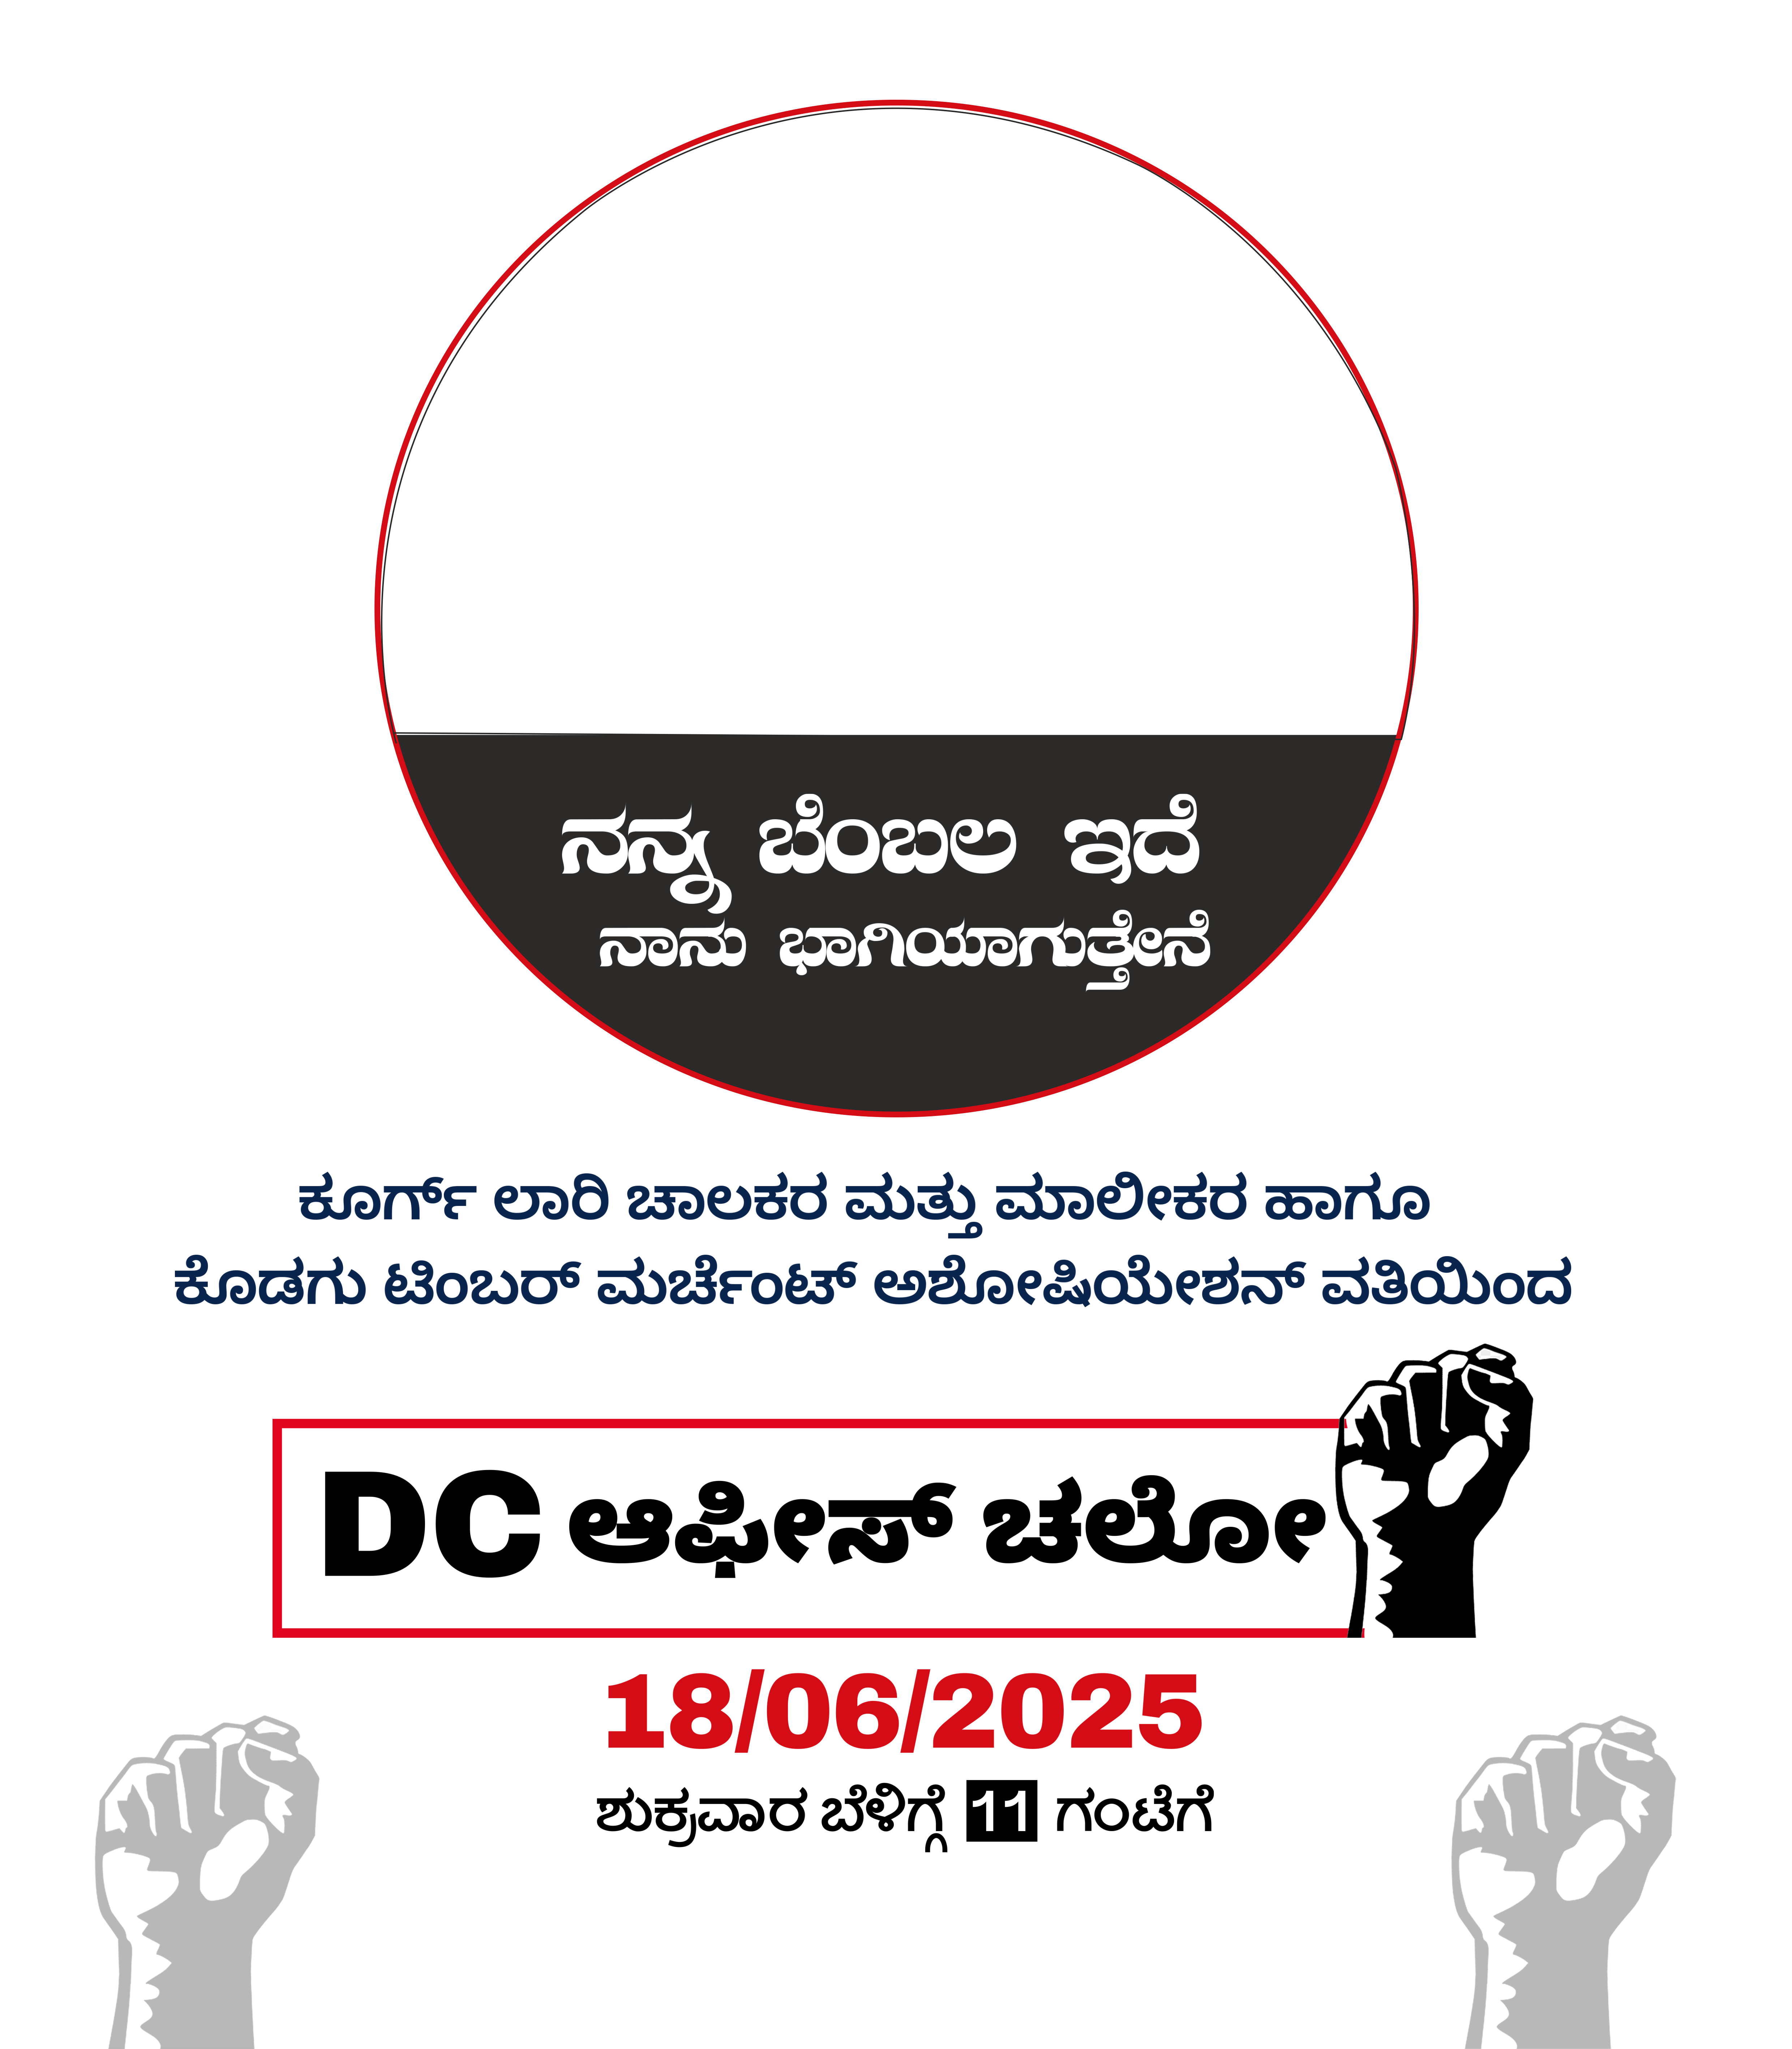 ನನ್ನ ಬೆಂಬಲ ಇದೆ
ನಾನು ಭಾಗಿಯಾಗುತ್ತೇನೆ
ಕೂರ್ಗ್ ಲಾರಿ ಚಾಲಕರ ಮತ್ತು ಮಾಲೀಕರ ಹಾಗೂ
ಕೊಡಗು ಟಿಂಬರ್ ಮರ್ಚೆಂಟ್ ಅಶೋಷಿಯೇಶನ್ ವತಿಯಿಂದ
DC ಆಫೀಸ್ ಚಲೋ
18/06/2025
ಶುಕ್ರವಾರ ಬೆಳಿಗ್ಗೆ 11 ಗಂಟೆಗೆ